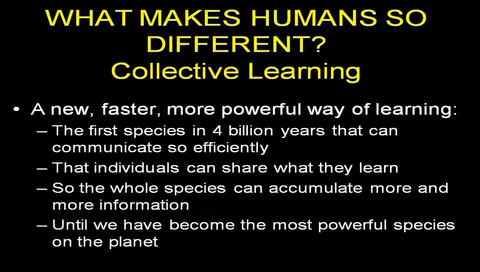 WHAT MAKES HUMANS SO
DIFFERENT?
Collective Learning
• A new, faster, more powerful way of learning:
– The first species in 4 billion years that can
communicate so efficiently
– That individuals can share what they learn
– So the whole species can accumulate more and
more information
– Until we have become the most powerful species
on the planet